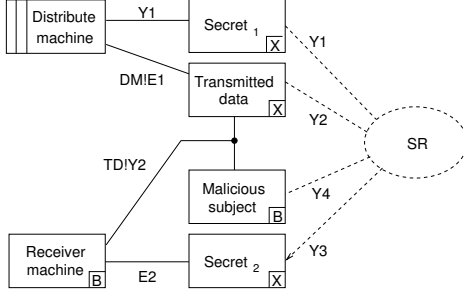 Distribute
machine
Y1
Secret 1
X
Y1
DM!E1
Transmitted
data
X
Y2
SR
TD!Y2
Malicious
subject
B
Y4
Receiver
machine
B
E2
Secret 2
X
Y3